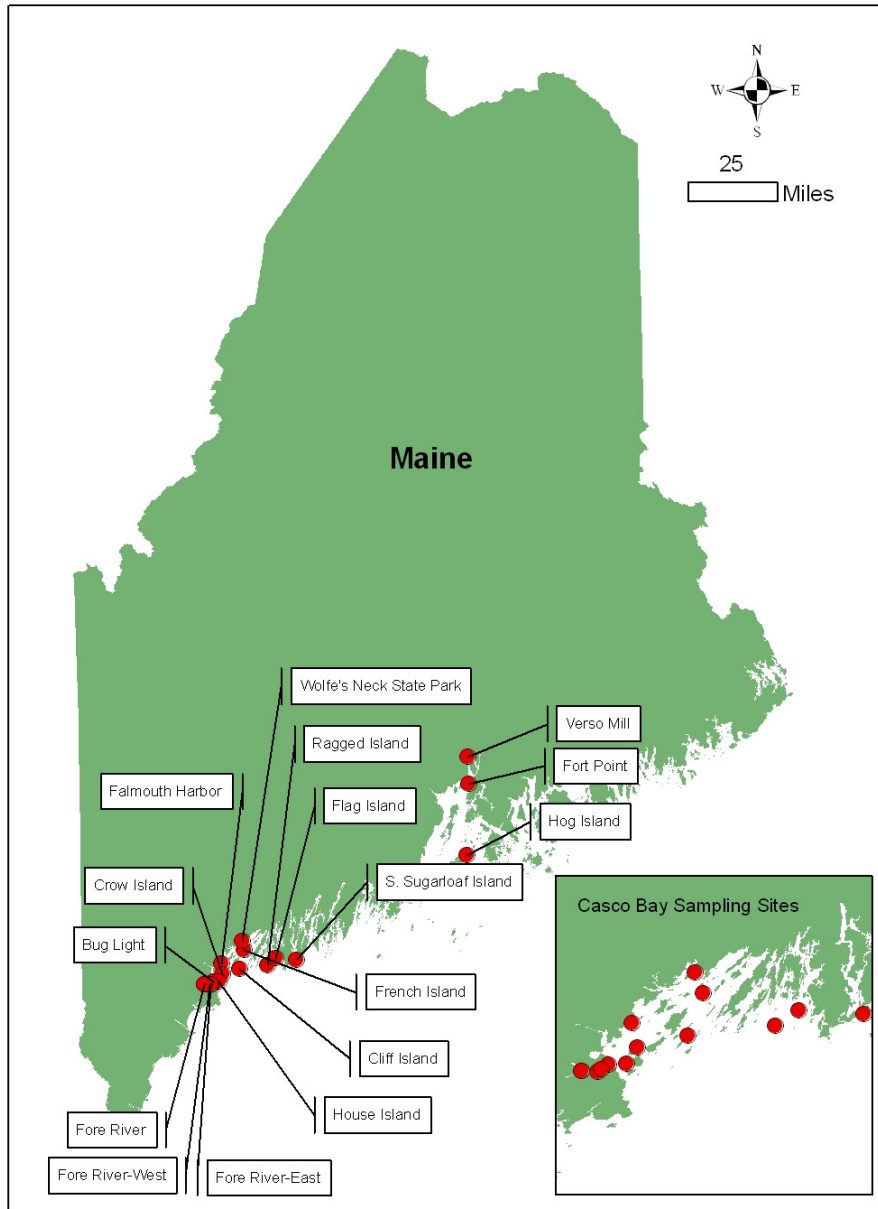 N
W E
S
25
Miles
Maine
Wolfe's Neck State Park
Verso Mill
Ragged Island
Fort Point
Falmouth Harbor
Flag Island
Hog Island
Crow Island
S. Sugarloaf Island
Casco Bay Sampling Sites
Bug Light
French Island
Cliff Island
House Island
Fore River
Fore River-West
Fore River-East